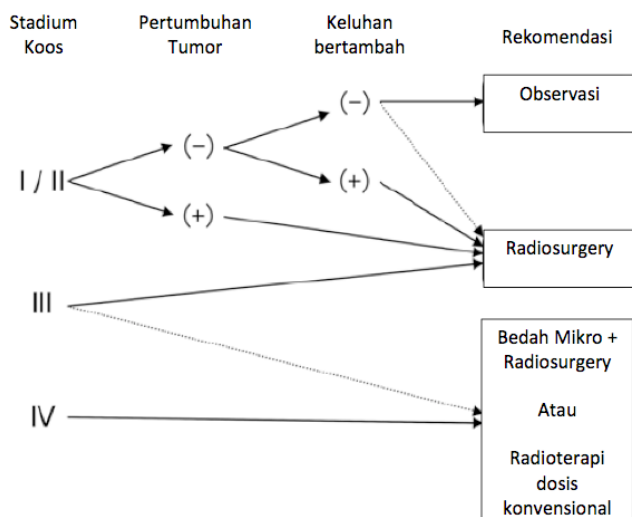 Stadium
Koos
Pertumbuhan
Tumor
Keluhan
bertambah
Rekomendasi
I / II
(−)
(+)
(−)
(+)
Observasi
Radiosurgery
III
IV
Bedah Mikro +
Radiosurgery
Atau
Radioterapi
dosis
konvensional